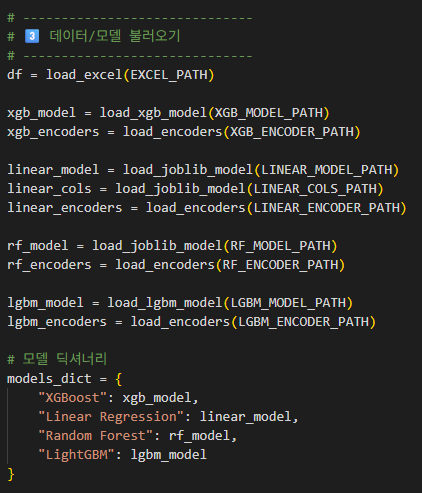 # ------------------------------
# 3️⃣ 데이터/모델 불러오기
# ------------------------------
df = load_excel(EXCEL_PATH)

xgb_model = load_xgb_model(XGB_MODEL_PATH)
xgb_encoders = load_encoders(XGB_ENCODER_PATH)

linear_model = load_joblib_model(LINEAR_MODEL_PATH)
linear_cols = load_joblib_model(LINEAR_COLS_PATH)
linear_encoders = load_encoders(LINEAR_ENCODER_PATH)

rf_model = load_joblib_model(RF_MODEL_PATH)
rf_encoders = load_encoders(RF_ENCODER_PATH)

lgbm_model = load_lgbm_model(LGBM_MODEL_PATH)
lgbm_encoders = load_encoders(LGBM_ENCODER_PATH)

# 모델 딕셔너리
models_dict = {
    "XGBoost": xgb_model,
    "Linear Regression": linear_model,
    "Random Forest": rf_model,
    "LightGBM": lgbm_model
}